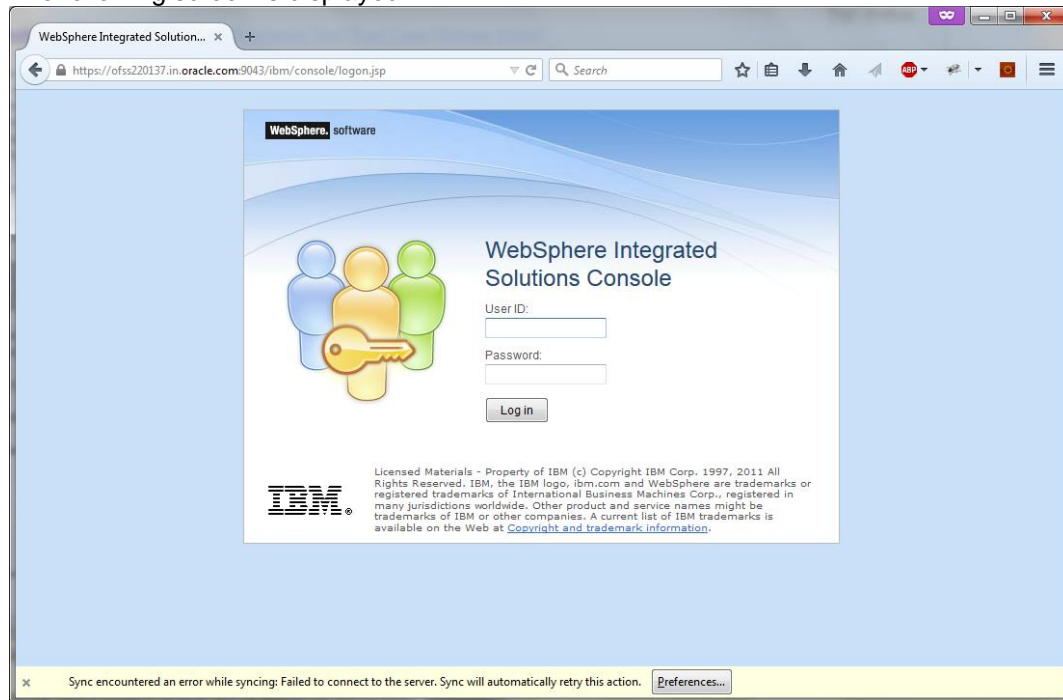 WebSphere Integrated Solution... × +
https://ofss220137.in.oracle.com:9043/ibm/console/logon.jsp Search ABP
WebSphere. software
WebSphere Integrated
Solutions Console
User ID:
Password:
Log in
Licensed Materials - Property of IBM (c) Copyright IBM Corp. 1997, 2011 All
Rights Reserved. IBM, the IBM logo, ibm.com and WebSphere are trademarks or
registered trademarks of International Business Machines Corp., registered in
many jurisdictions worldwide. Other product and service names might be
trademarks of IBM or other companies. A current list of IBM trademarks is
available on the Web at Copyright and trademark information.
IBM®
Sync encountered an error while syncing: Failed to connect to the server. Sync will automatically retry this action. Preferences...